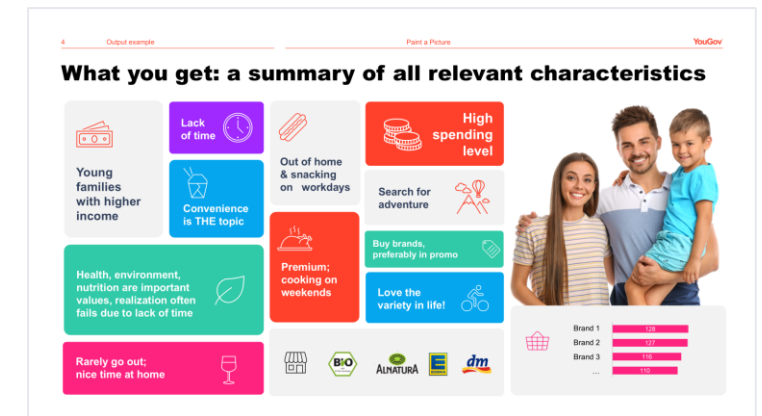 4
Output example
Paint a Picture
YouGov
What you get: a summary of all relevant characteristics
Young
families
with higher
income
Lack
of time
Convenience
is THE topic
Out of home
& snacking
on workdays
High
spending
level
Search for
adventure
Health, environment,
nutrition are important
values, realization often
fails due to lack of time
Premium;
cooking on
weekends
Buy brands,
preferably in promo
Love the
variety in life!
Rarely go out;
nice time at home
BIO
ALNATURA
E
dm
Brand 1 128
Brand 2 127
Brand 3 116
... 110